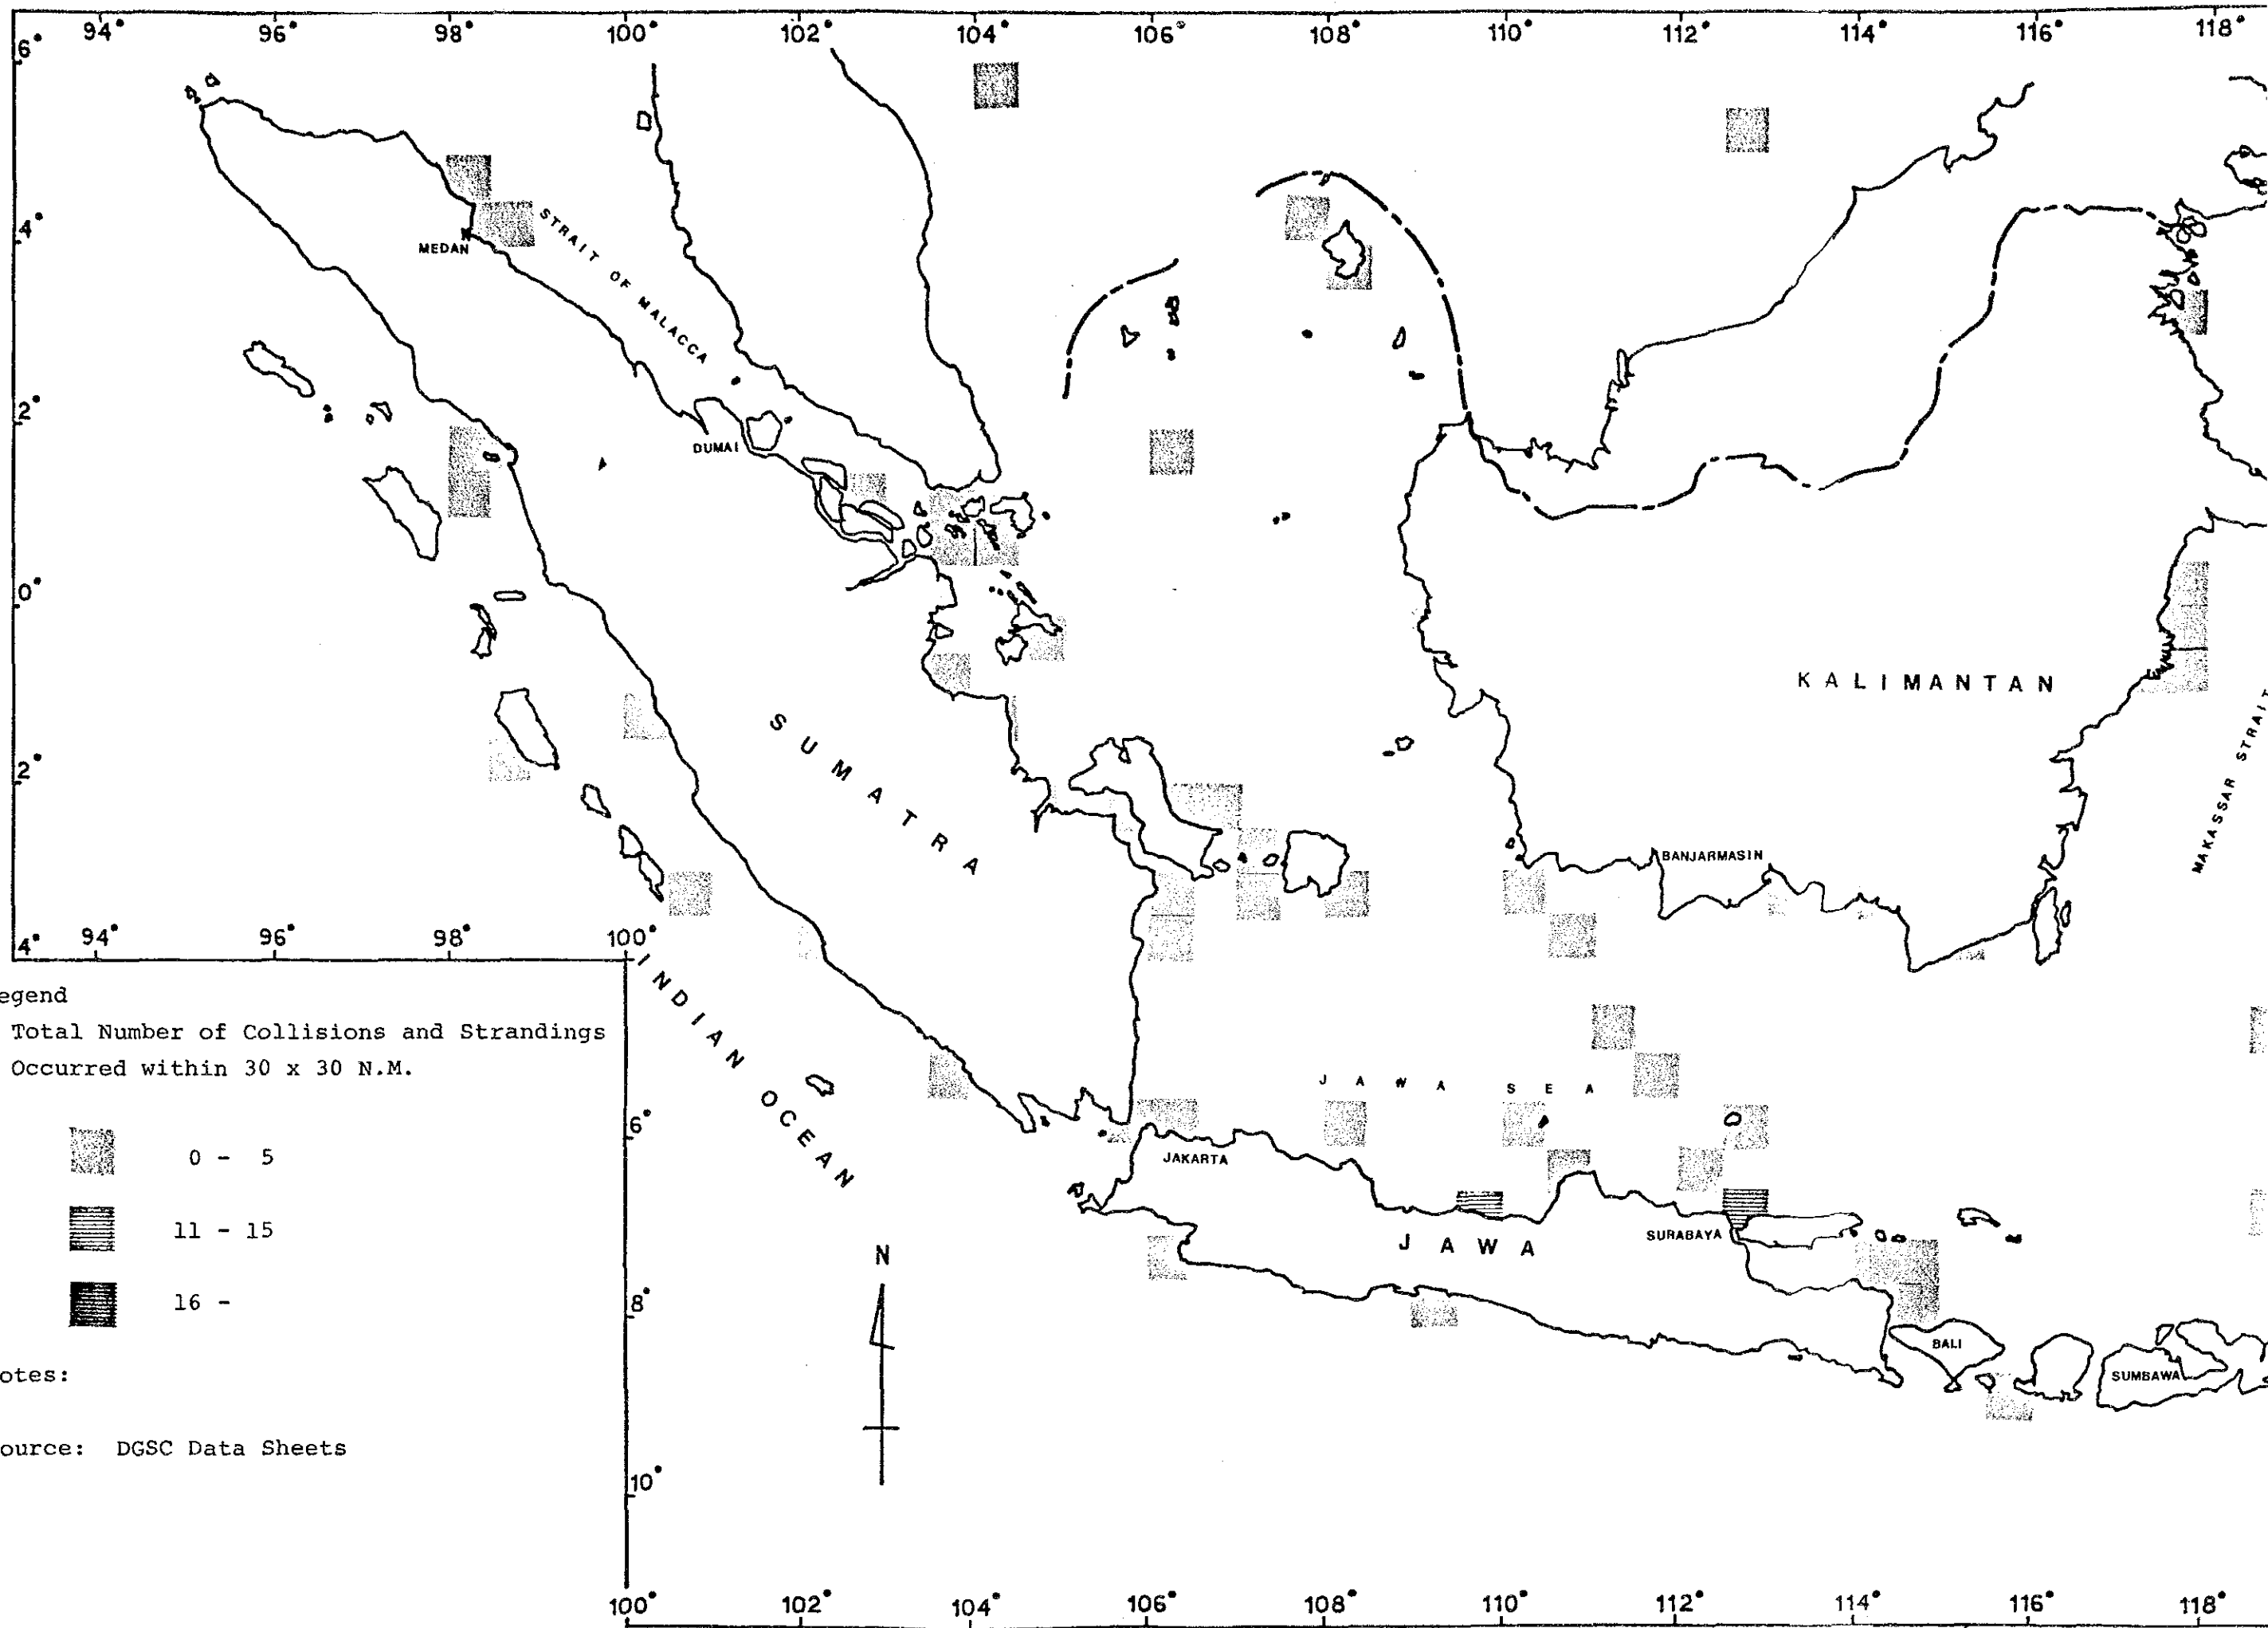 94° 96° 98° 100° 102° 104° 106° 108° 110° 112° 114° 116° 118°
6°
4°
2°
0°
2°
4°
MEDAN
STRAIT OF MALACCA
DUMAI
SUMATRA
KALIMANTAN
MAKASSAR STRAIT
BANJARMASIN
94° 96° 98° 100°
INDIAN OCEAN
egend
Total Number of Collisions and Strandings
Occurred within 30 x 30 N.M.
0 - 5
11 - 15
16 -
otes:
ource: DGSC Data Sheets
JAWA SEA
6°
JAKARTA
JAWA
SURABAYA
N
8°
BALI
SUMBAWA
10°
100° 102° 104° 106° 108° 110° 112° 114° 116° 118°